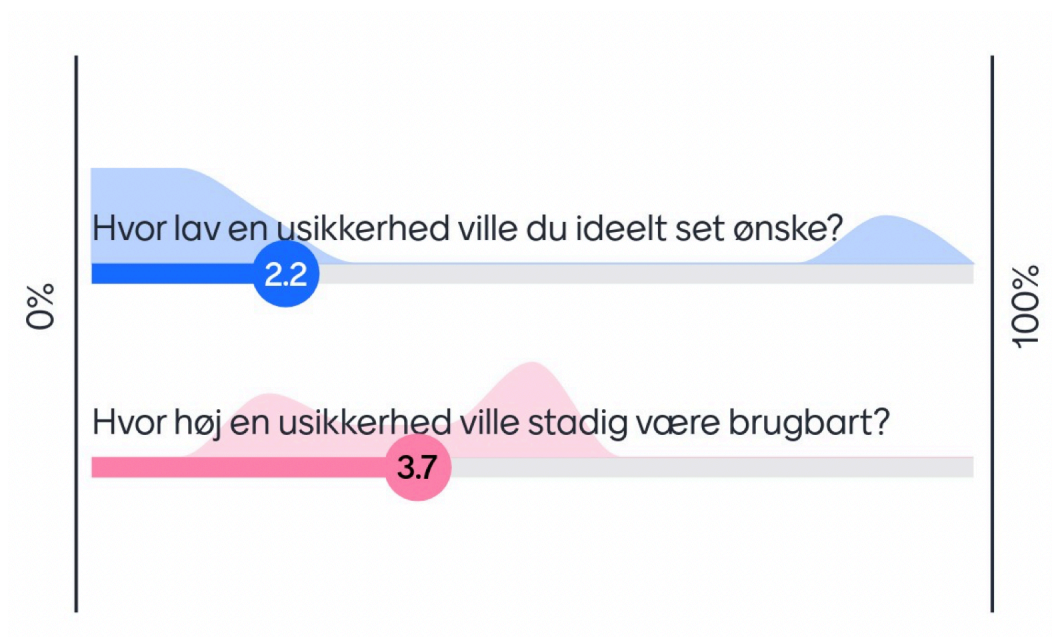 Hvor lav en usikkerhed ville du ideelt set ønske?
2.2
0%
100%
Hvor høj en usikkerhed ville stadig være brugbart?
3.7